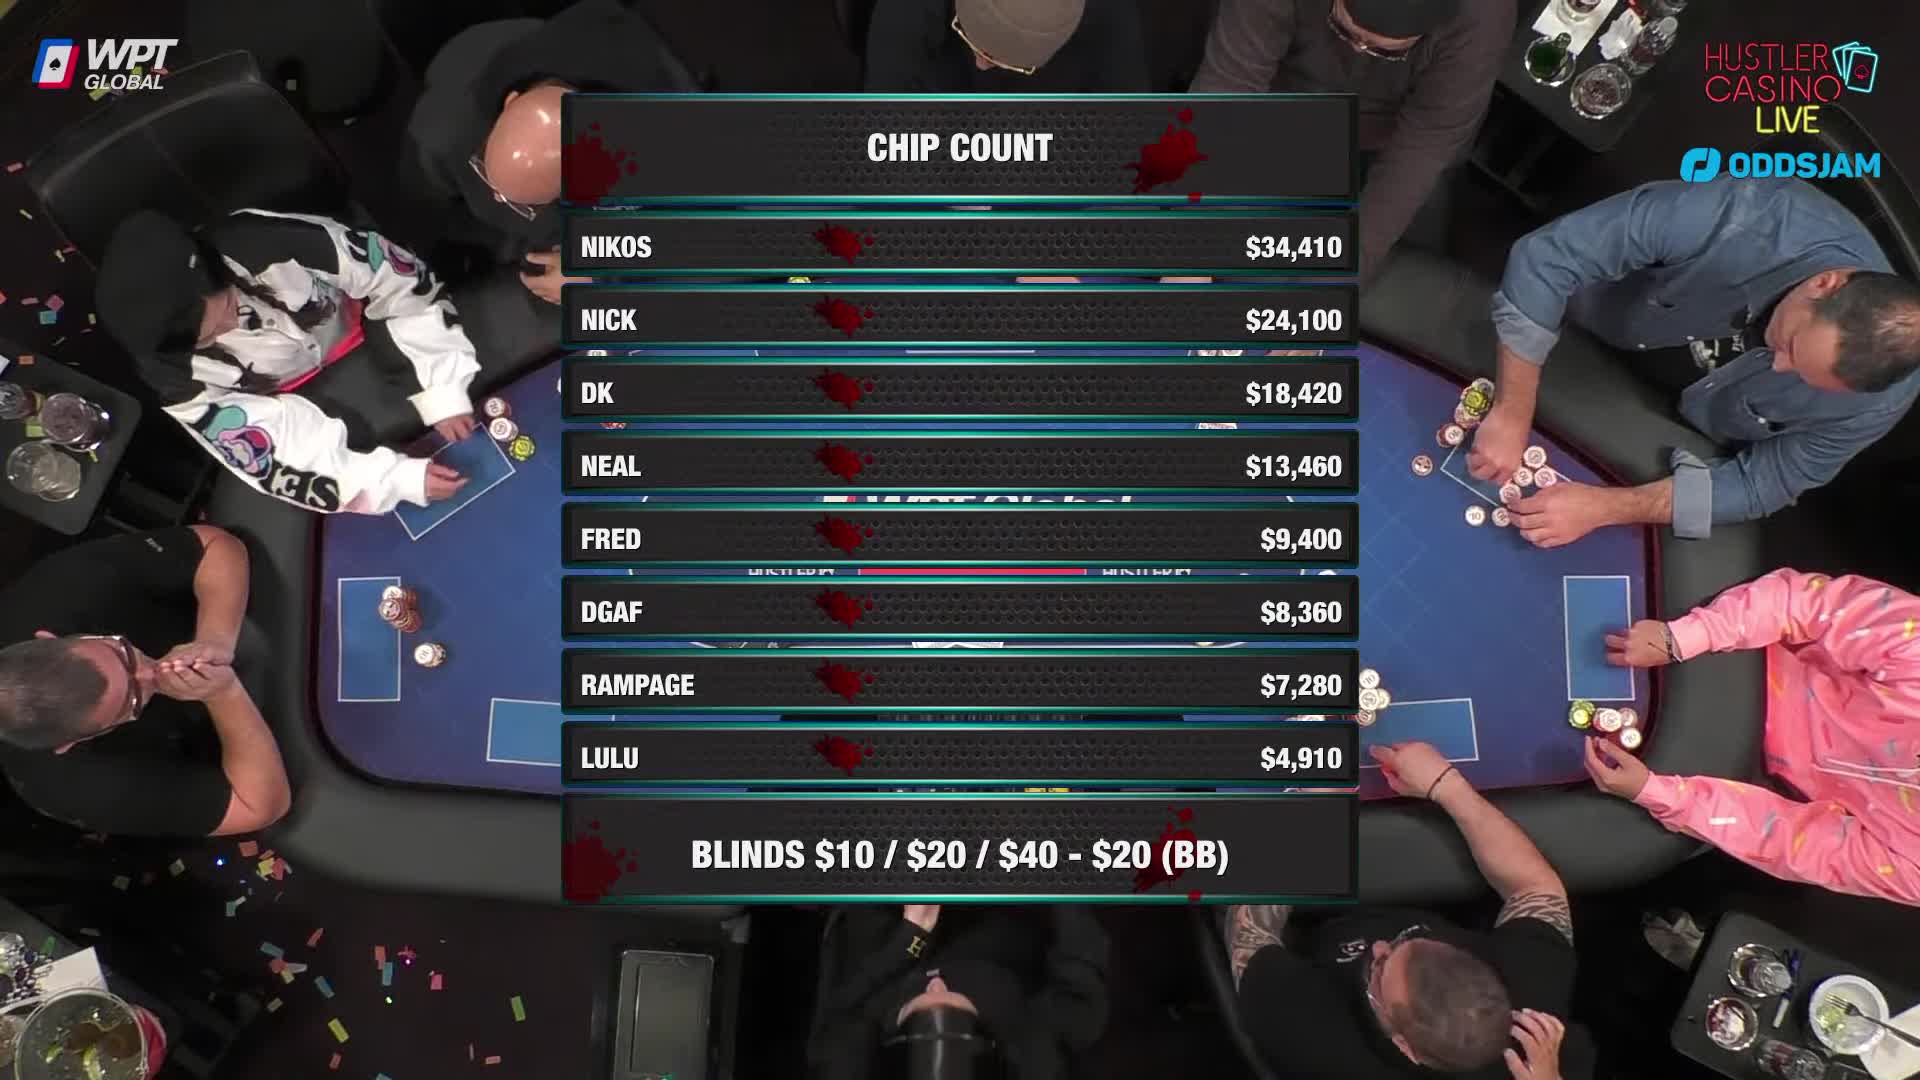 WPT
GLOBAL
HUSTLER
CASINO
LIVE
ODDSJAM
CHIP COUNT
NIKOS $34,410
NICK $24,100
DK $18,420
NEAL $13,460
FRED $9,400
DGAF $8,360
RAMPAGE $7,280
LULU $4,910
BLINDS $10 / $20 / $40 - $20 (BB)